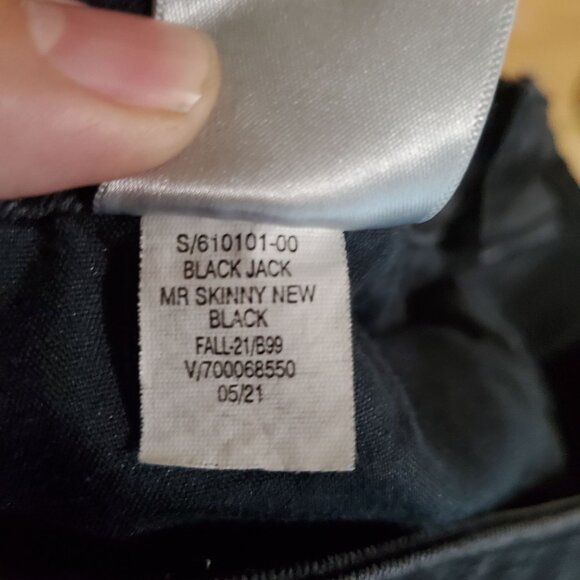 S/610101-00
BLACK JACK
MR SKINNY NEW
BLACK
FALL-21/B99
V/700068550
05/21